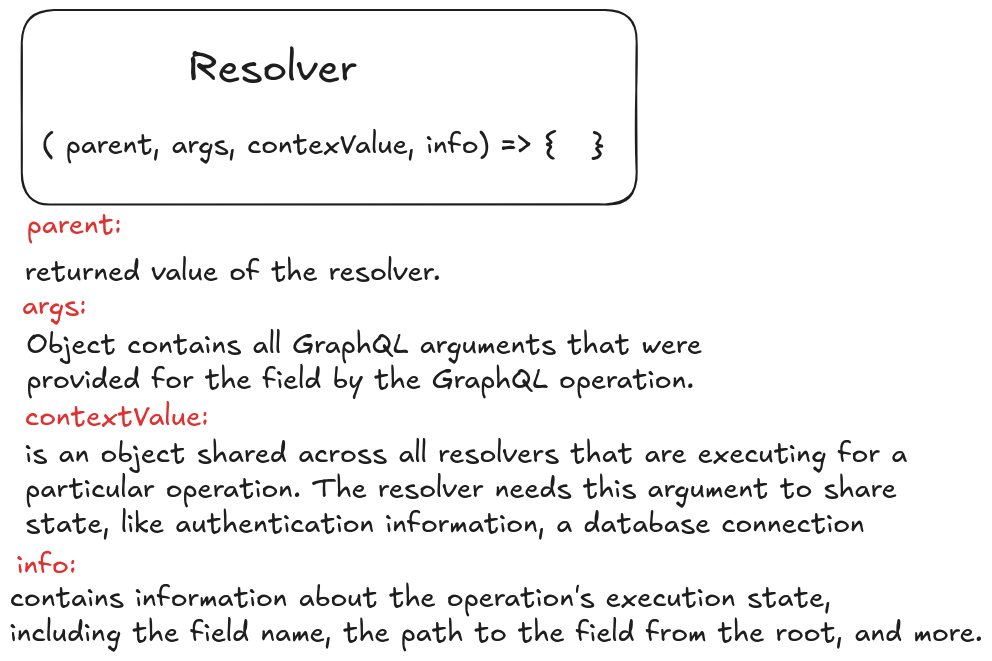 Resolver
( parent, args, contexValue, info) => { }
parent:
returned value of the resolver.
args:
Object contains all GraphQL arguments that were
provided for the field by the GraphQL operation.
contextValue:
is an object shared across all resolvers that are executing for a
particular operation. The resolver needs this argument to share
state, like authentication information, a database connection
info:
contains information about the operation's execution state,
including the field name, the path to the field from the root, and more.